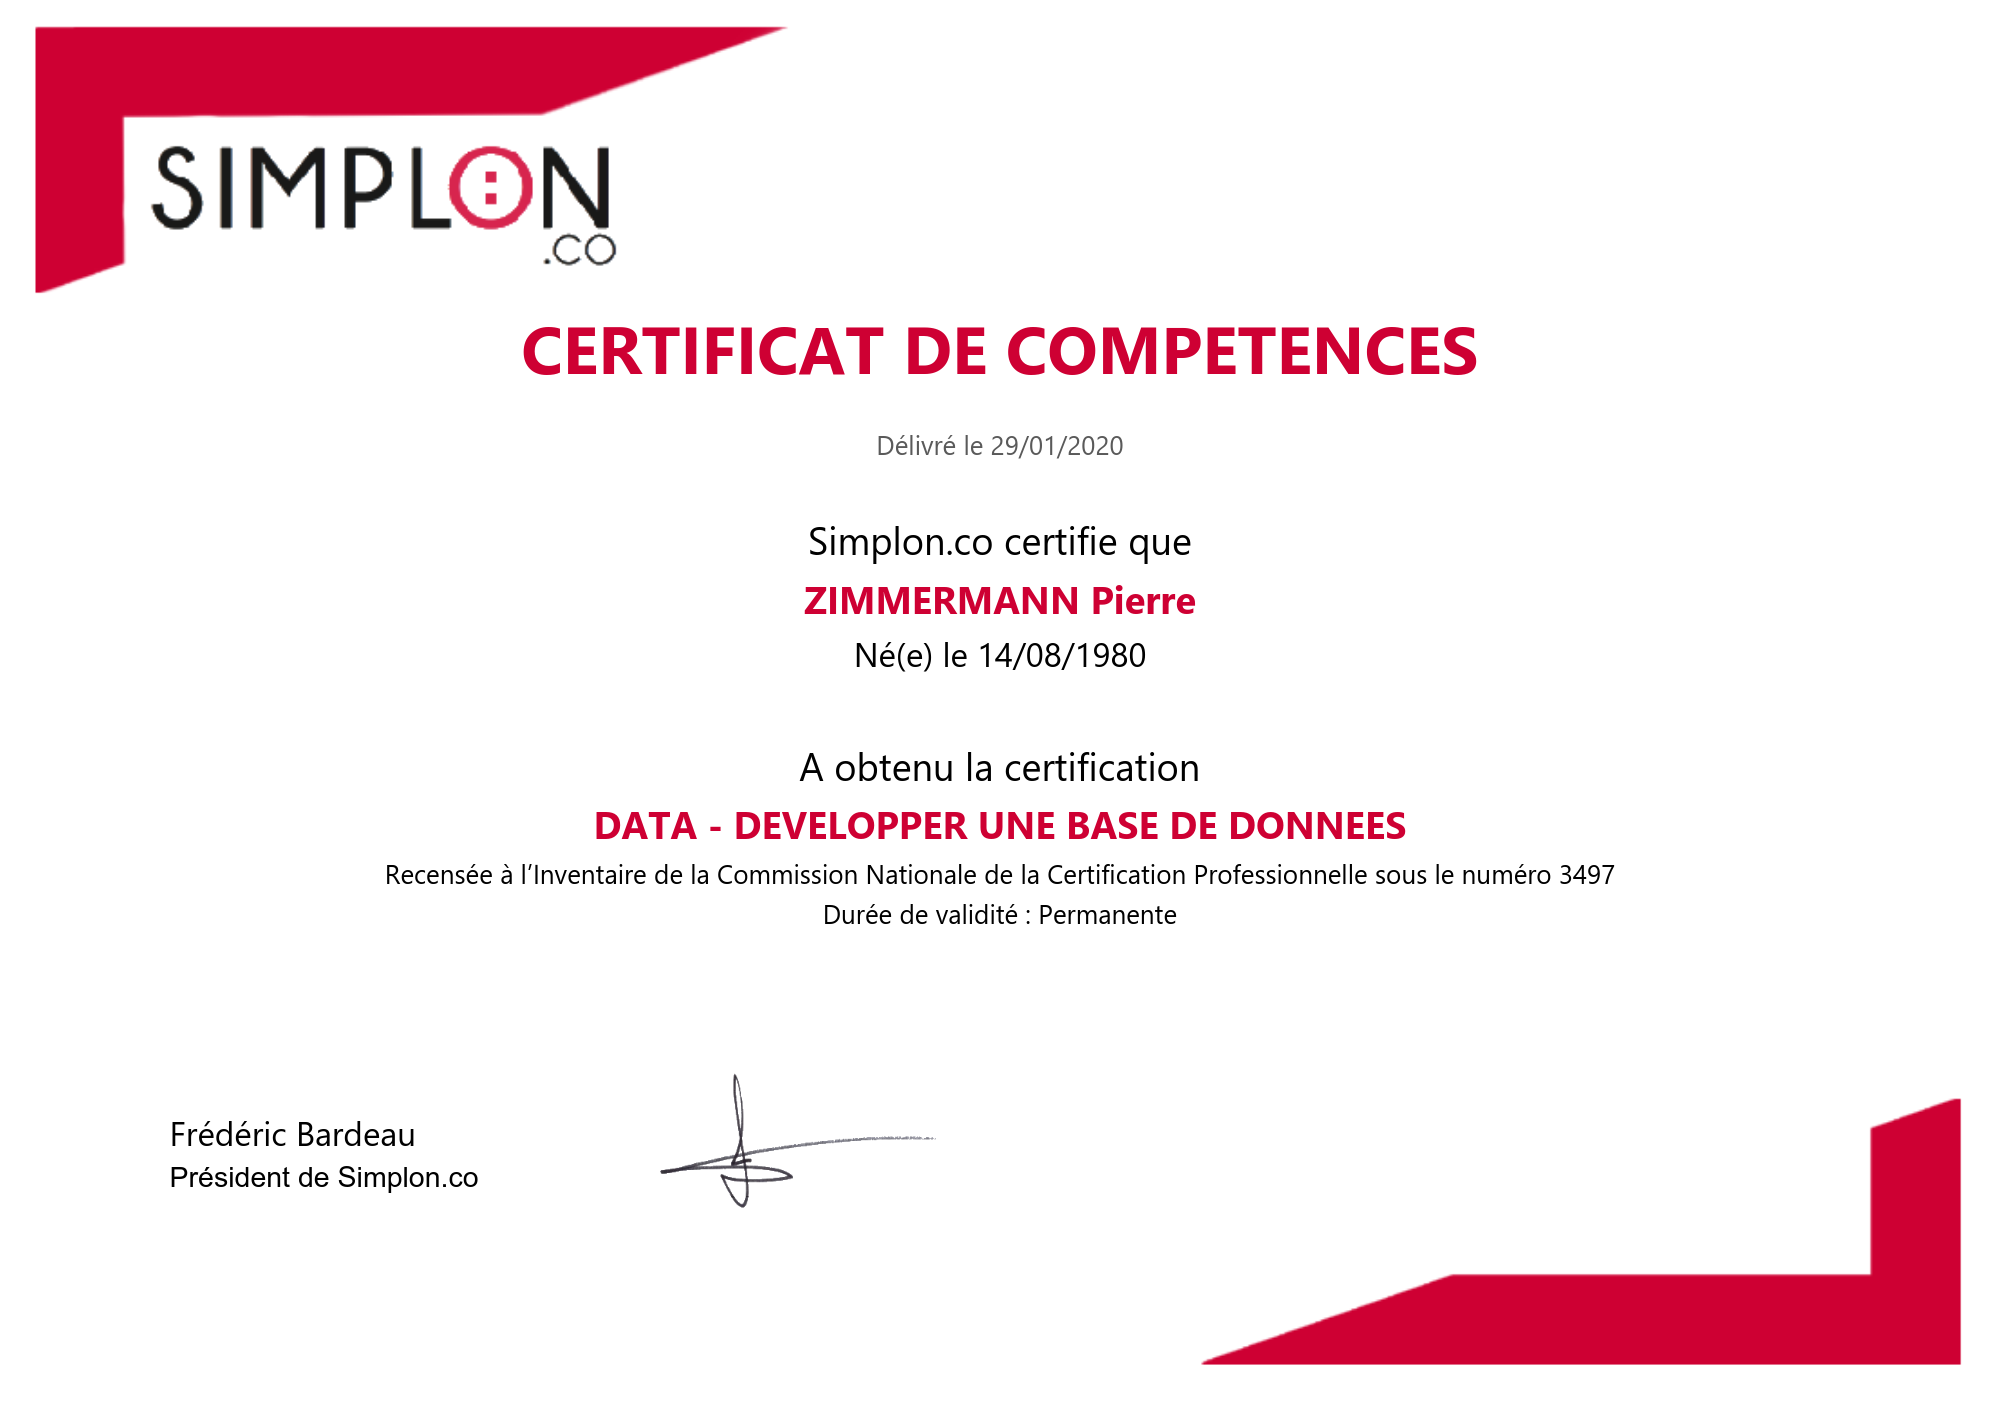 SIMPLON
.CO
CERTIFICAT DE COMPETENCES
Délivré le 29/01/2020
Simplon.co certifie que
ZIMMERMANN Pierre
Né(e) le 14/08/1980
A obtenu la certification
DATA - DEVELOPPER UNE BASE DE DONNEES
Recensée à l’Inventaire de la Commission Nationale de la Certification Professionnelle sous le numéro 3497
Durée de validité : Permanente
Frédéric Bardeau
Président de Simplon.co